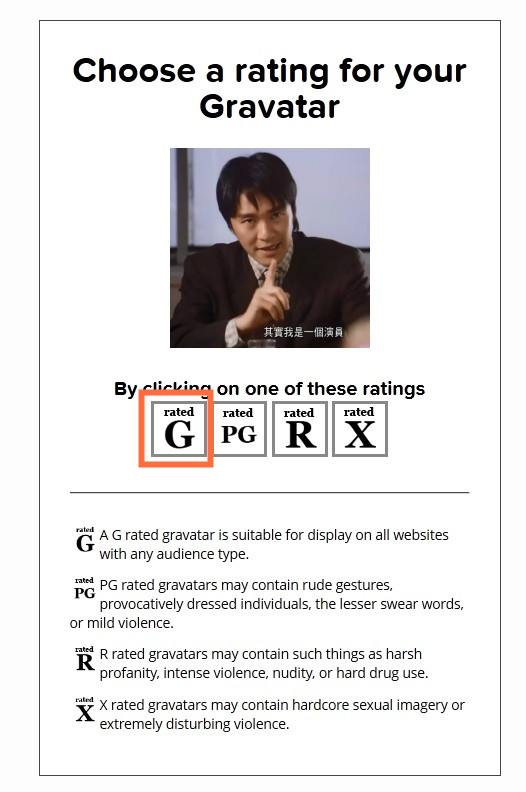 Choose a rating for your
Gravatar
其實我是一個演員
By clicking on one of these ratings
rated G rated PG rated R rated X
rated G A G rated gravatar is suitable for display on all websites
with any audience type.
rated PG PG rated gravatars may contain rude gestures,
provocatively dressed individuals, the lesser swear words,
or mild violence.
rated R R rated gravatars may contain such things as harsh
profanity, intense violence, nudity, or hard drug use.
rated X X rated gravatars may contain hardcore sexual imagery or
extremely disturbing violence.